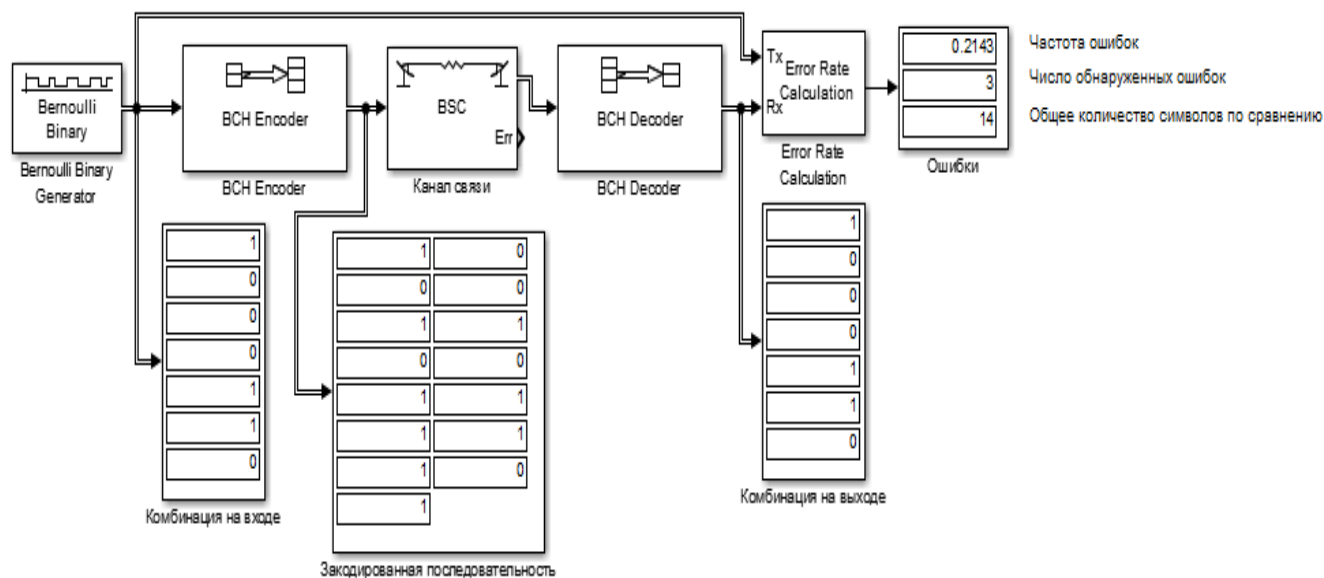 Bernoulli
Binary
Bernoulli Binary
Generator
BCH Encoder
BCH Encoder
BSC
Err
Канал связи
BCH Decoder
BCH Decoder
Tx
Rx
Error Rate
Calculation
Error Rate
Calculation
0.2143
3
14
Ошибки
Частота ошибок
Число обнаруженных ошибок
Общее количество символов по сравнению
1
0
0
0
1
1
0
Комбинация на входе
1 0
0 0
1 1
0 0
1 1
1 1
1 0
1
Закодированная последовательность
1
0
0
0
1
1
0
Комбинация на выходе